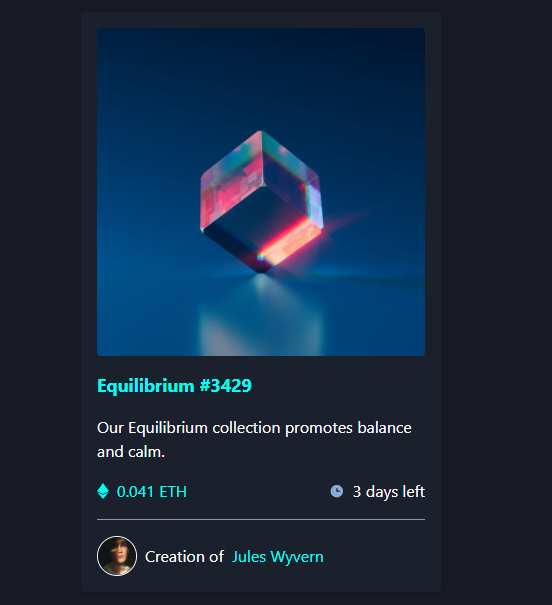 Equilibrium #3429
Our Equilibrium collection promotes balance
and calm.
0.041 ETH 3 days left
Creation of Jules Wyvern